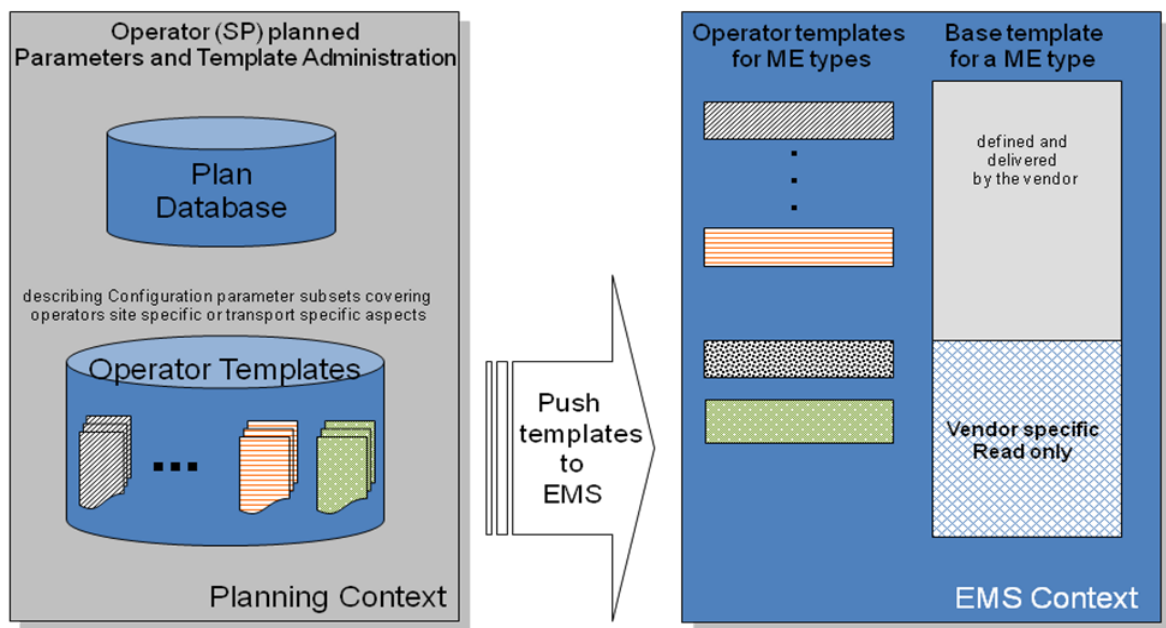 Operator (SP) planned
Parameters and Template Administration
Plan
Database
describing Configuration parameter subsets covering
operators site specific or transport specific aspects
Operator Templates
Planning Context
Push
templates
to
EMS
Operator templates
for ME types
Base template
for a ME type
defined and
delivered
by the vendor
Vendor specific
Read only
EMS Context